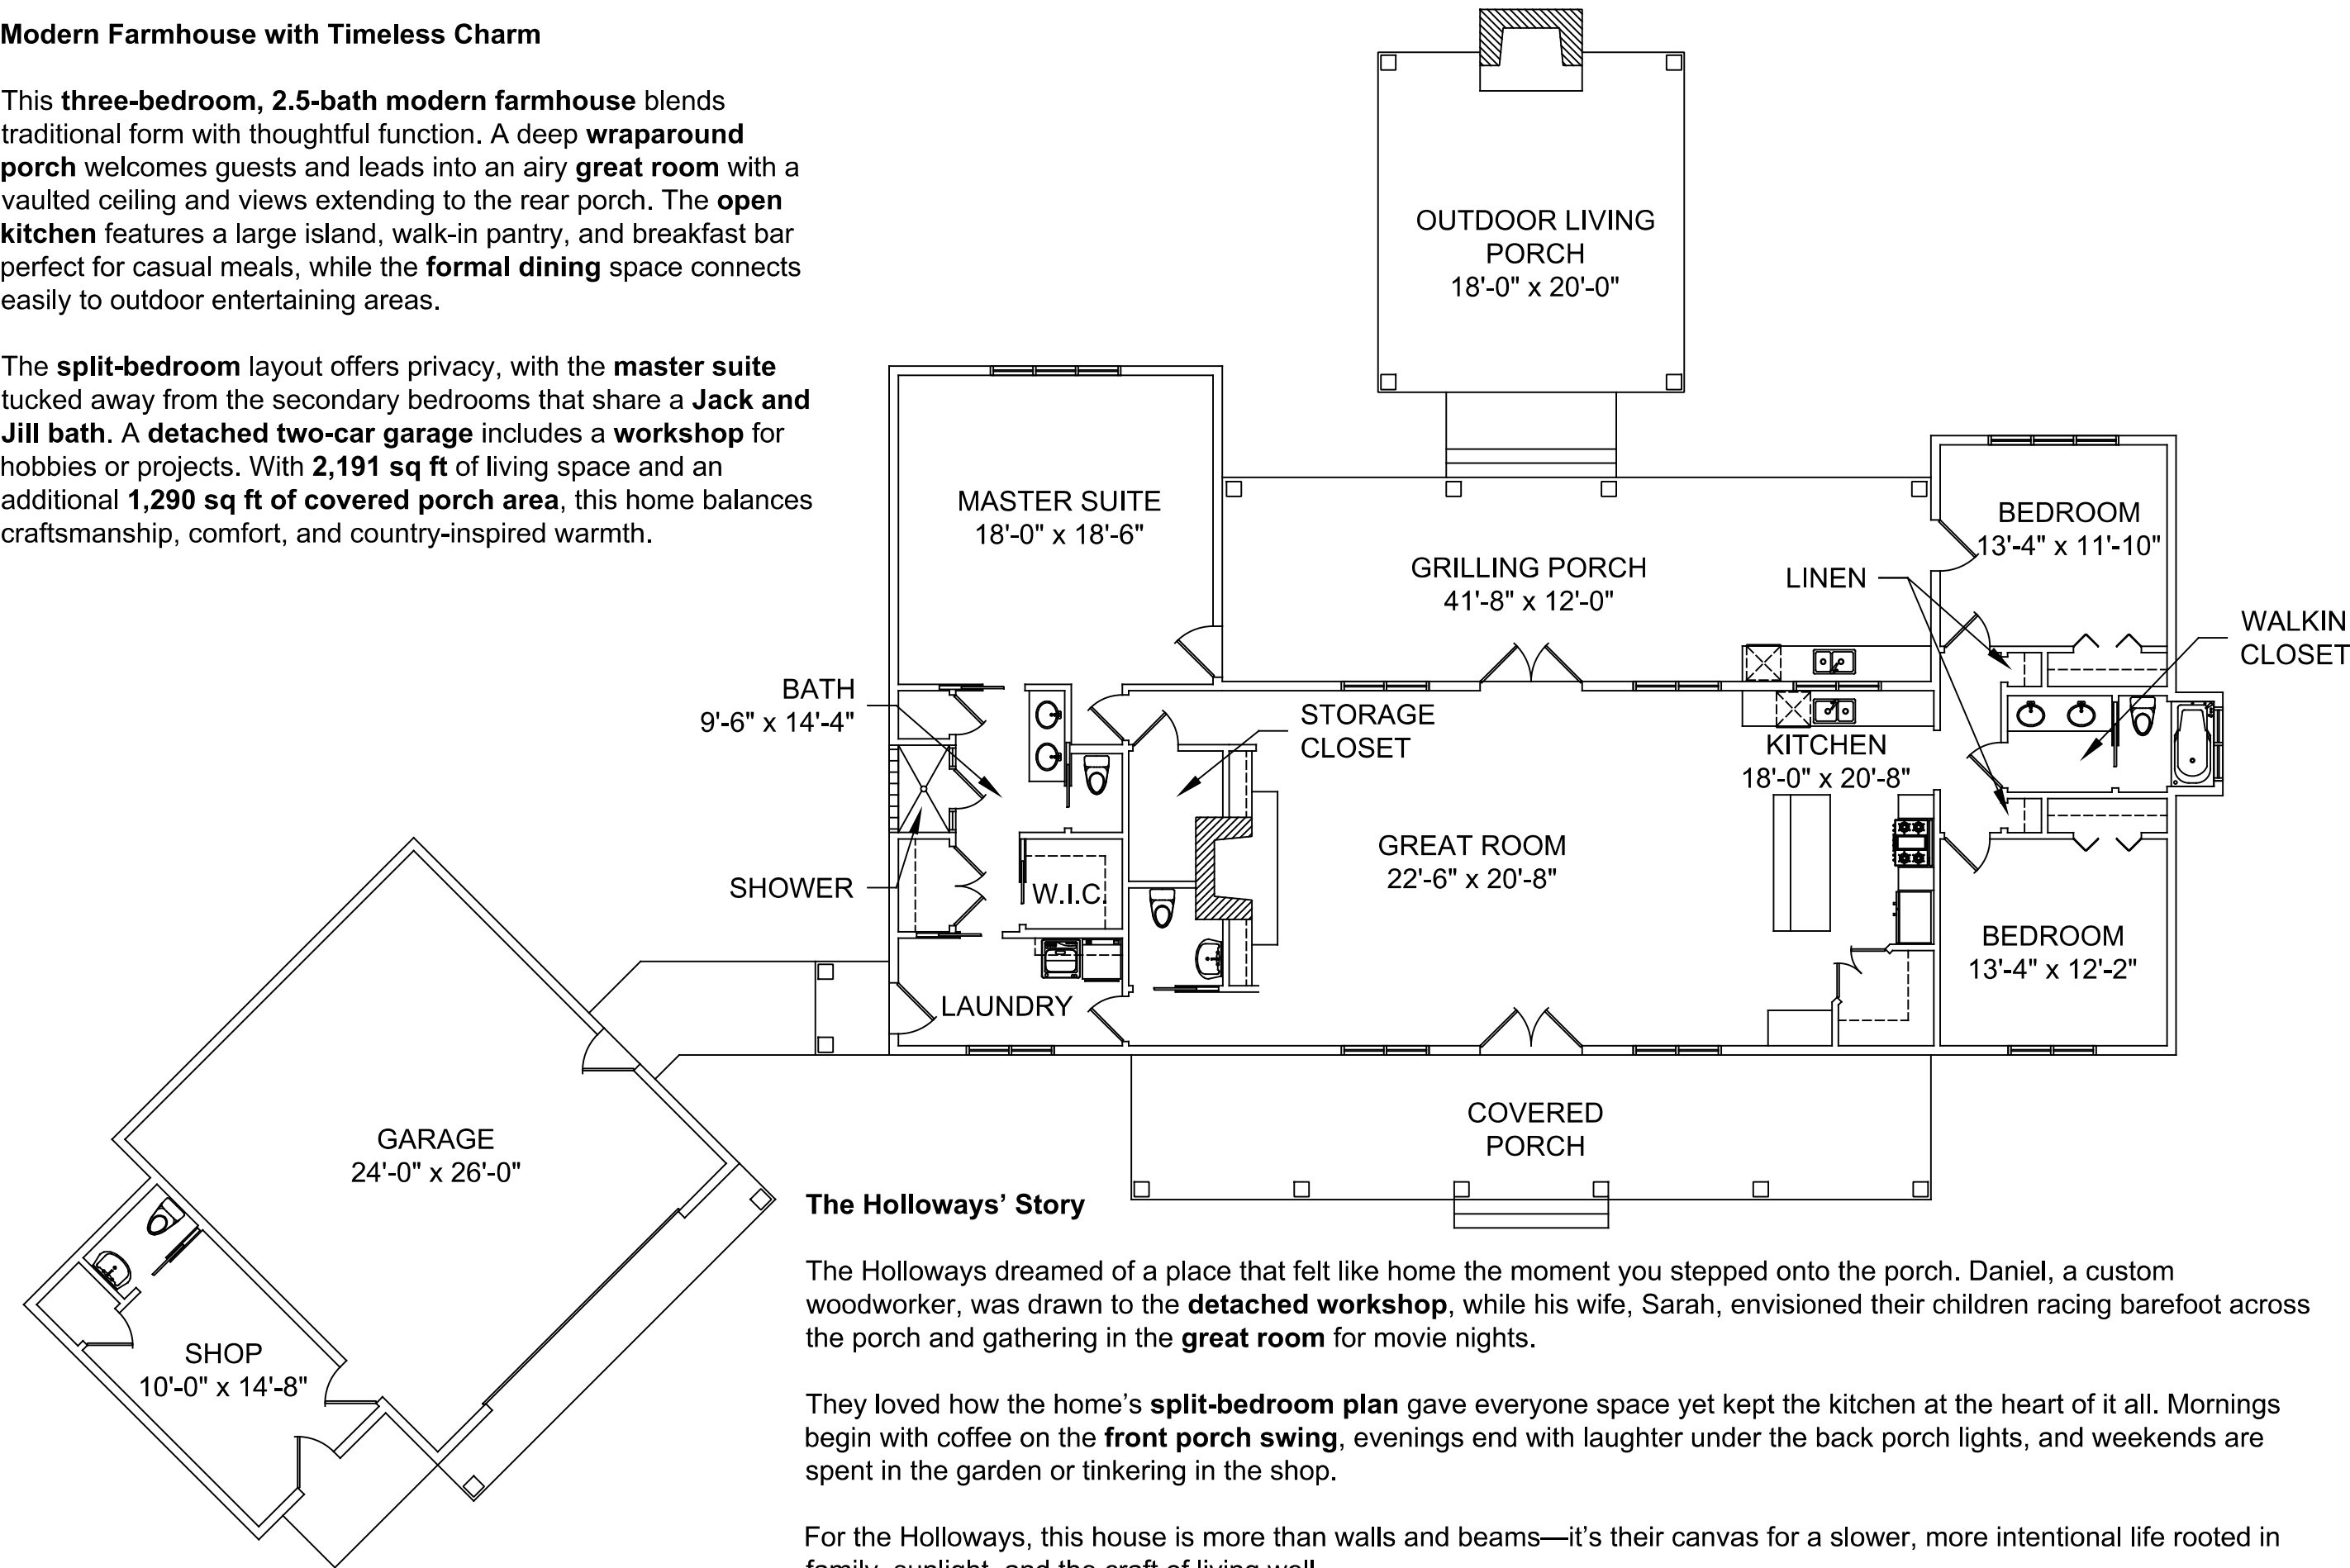 Modern Farmhouse with Timeless Charm
This three-bedroom, 2.5-bath modern farmhouse blends
traditional form with thoughtful function. A deep wraparound
porch welcomes guests and leads into an airy great room with a
vaulted ceiling and views extending to the rear porch. The open
kitchen features a large island, walk-in pantry, and breakfast bar
perfect for casual meals, while the formal dining space connects
easily to outdoor entertaining areas.
The split-bedroom layout offers privacy, with the master suite
tucked away from the secondary bedrooms that share a Jack and
Jill bath. A detached two-car garage includes a workshop for
hobbies or projects. With 2,191 sq ft of living space and an
additional 1,290 sq ft of covered porch area, this home balances
craftsmanship, comfort, and country-inspired warmth.
OUTDOOR LIVING
PORCH
18'-0" x 20'-0"
MASTER SUITE
18'-0" x 18'-6"
GRILLING PORCH
41'-8" x 12'-0"
BEDROOM
13'-4" x 11'-10"
LINEN
WALKIN
CLOSET
BATH
9'-6" x 14'-4"
STORAGE
CLOSET
KITCHEN
18'-0" x 20'-8"
GREAT ROOM
22'-6" x 20'-8"
SHOWER
W.I.C.
BEDROOM
13'-4" x 12'-2"
LAUNDRY
COVERED
PORCH
GARAGE
24'-0" x 26'-0"
SHOP
10'-0" x 14'-8"
The Holloways’ Story
The Holloways dreamed of a place that felt like home the moment you stepped onto the porch. Daniel, a custom
woodworker, was drawn to the detached workshop, while his wife, Sarah, envisioned their children racing barefoot across
the porch and gathering in the great room for movie nights.
They loved how the home’s split-bedroom plan gave everyone space yet kept the kitchen at the heart of it all. Mornings
begin with coffee on the front porch swing, evenings end with laughter under the back porch lights, and weekends are
spent in the garden or tinkering in the shop.
For the Holloways, this house is more than walls and beams—it’s their canvas for a slower, more intentional life rooted in
family, sunlight, and the craft of living well